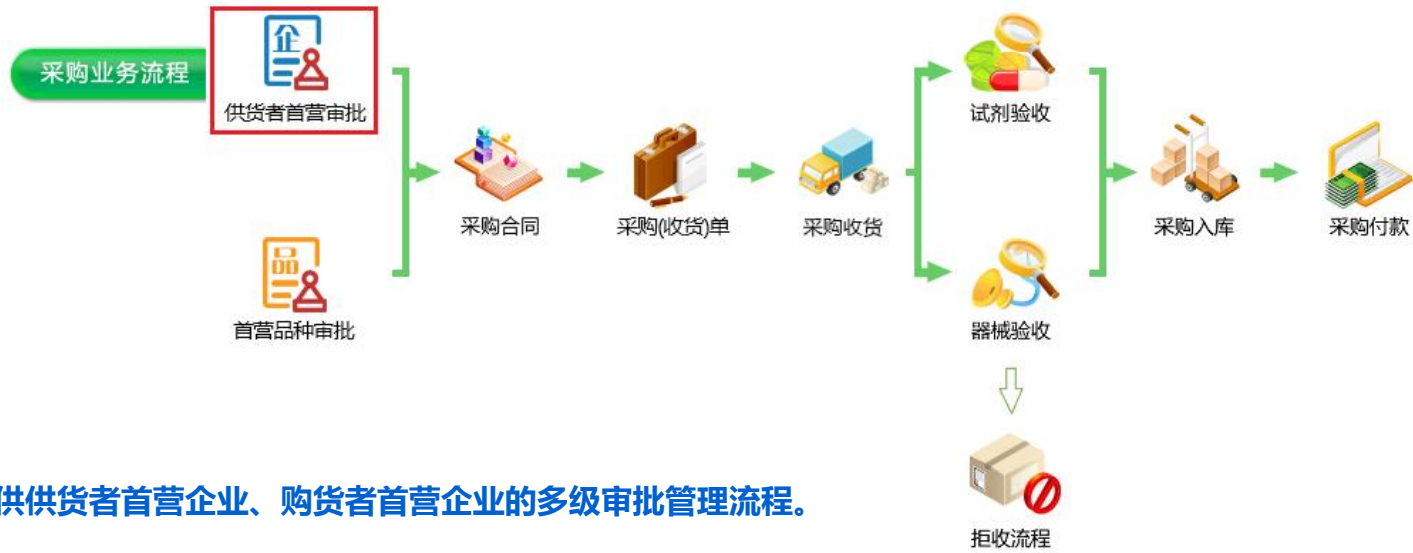 采购业务流程
企
供货者首营审批
品
首营品种审批
采购合同
采购(收货)单
采购收货
试剂验收
器械验收
拒收流程
采购入库
采购付款
供供货者首营企业、购货者首营企业的多级审批管理流程。